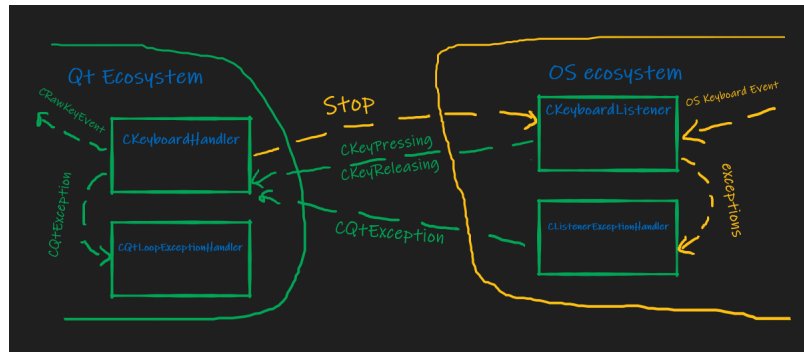 Qt Ecosystem
OS ecosystem
CRawKeyEvent
Stop
OS Keyboard Event
CKeyboardHandler
CKeyboardListener
CKeyPressing
CKeyReleasing
exceptions
CQtException
CQtLoopExceptionHandler
CQtException
CListenerExceptionHandler